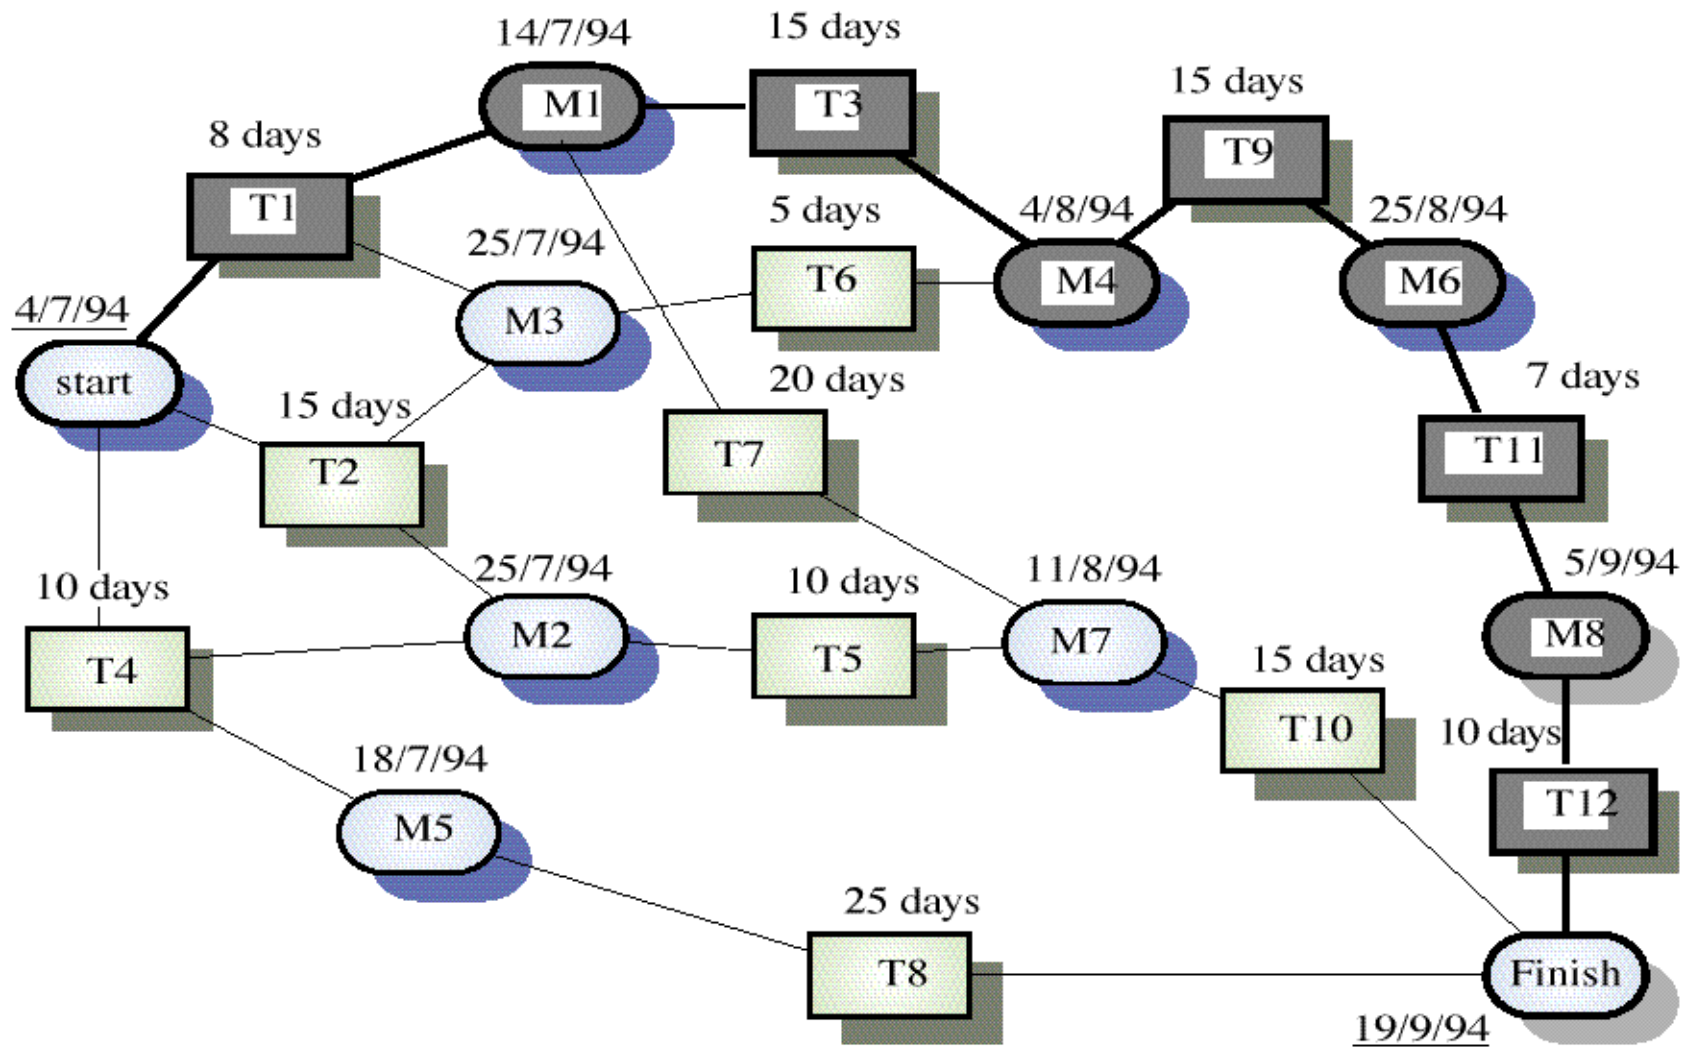 14/7/94
15 days
M1
T3
15 days
8 days
T9
T1
5 days
4/8/94
25/8/94
25/7/94
T6
M4
M6
4/7/94
M3
start
20 days
7 days
15 days
T7
T11
T2
25/7/94
10 days
11/8/94
5/9/94
10 days
M2
M7
M8
T4
T5
15 days
T10
10 days
18/7/94
T12
M5
25 days
T8
Finish
19/9/94